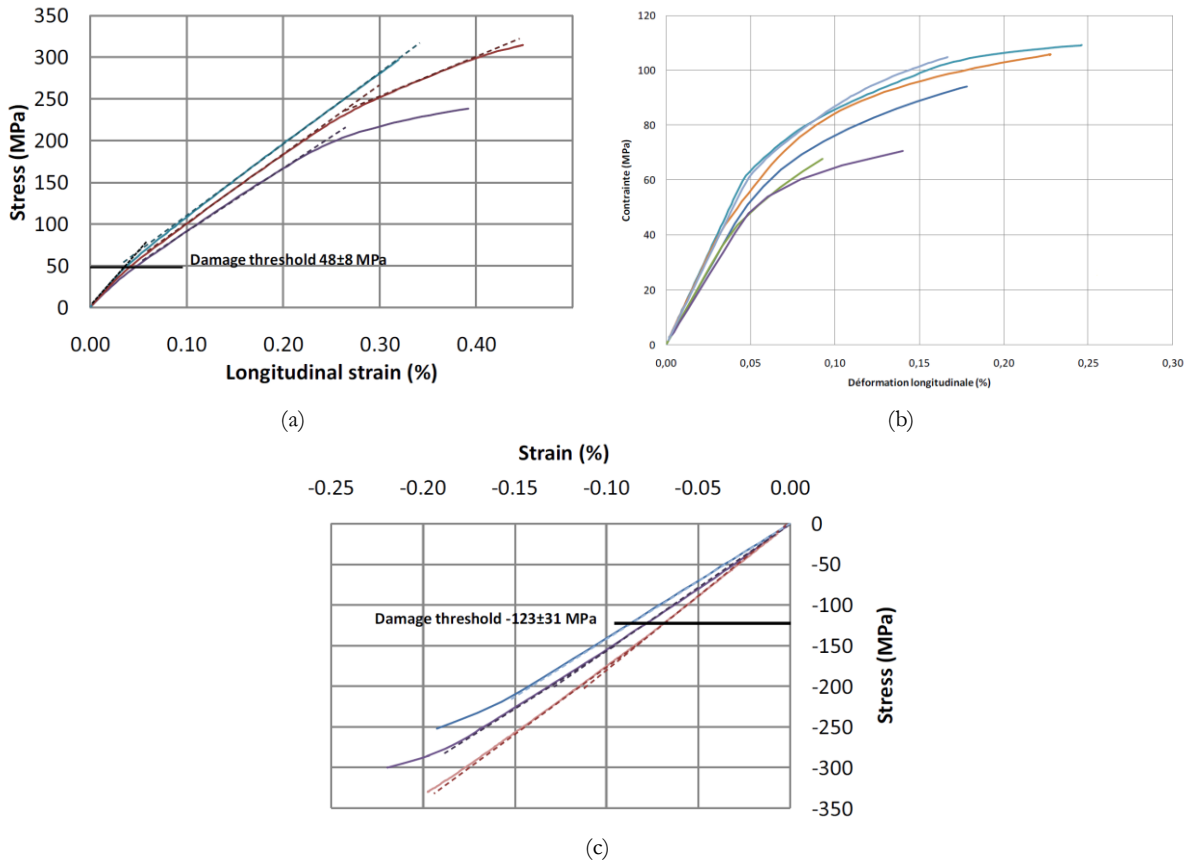 350
300
250
200
150
100
50
0
Stress (MPa)
Damage threshold 48±8 MPa
0.00 0.10 0.20 0.30 0.40
Longitudinal strain (%)
(a)
120
100
80
60
40
20
0
Contrainte (MPa)
0,00 0,05 0,10 0,15 0,20 0,25 0,30
Déformation longitudinale (%)
(b)
Strain (%)
-0.25 -0.20 -0.15 -0.10 -0.05 0.00
0
-50
-100
-150
-200
-250
-300
-350
Stress (MPa)
Damage threshold -123±31 MPa
(c)